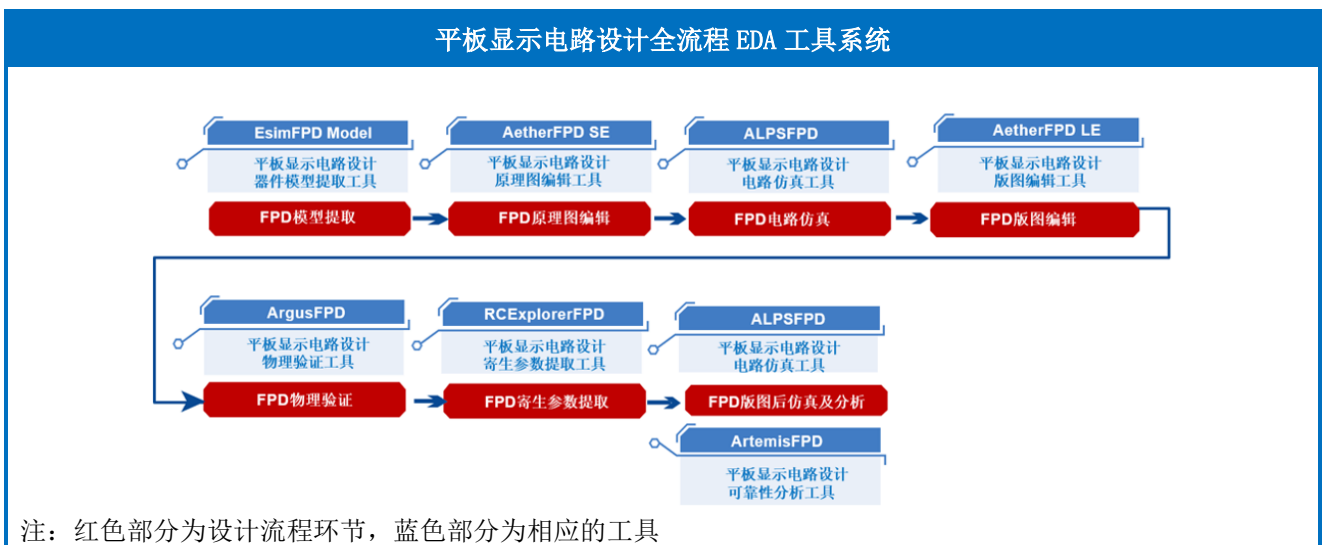 平板显示电路设计全流程 EDA 工具系统
EsimFPD Model
平板显示电路设计
器件模型提取工具
FPD模型提取
AetherFPD SE
平板显示电路设计
原理图编辑工具
FPD原理图编辑
ALPSFPD
平板显示电路设计
电路仿真工具
FPD电路仿真
AetherFPD LE
平板显示电路设计
版图编辑工具
FPD版图编辑
ArgusFPD
平板显示电路设计
物理验证工具
FPD物理验证
RCExplorerFPD
平板显示电路设计
寄生参数提取工具
FPD寄生参数提取
ALPSFPD
平板显示电路设计
电路仿真工具
FPD版图后仿真及分析
ArtemisFPD
平板显示电路设计
可靠性分析工具
注：红色部分为设计流程环节，蓝色部分为相应的工具